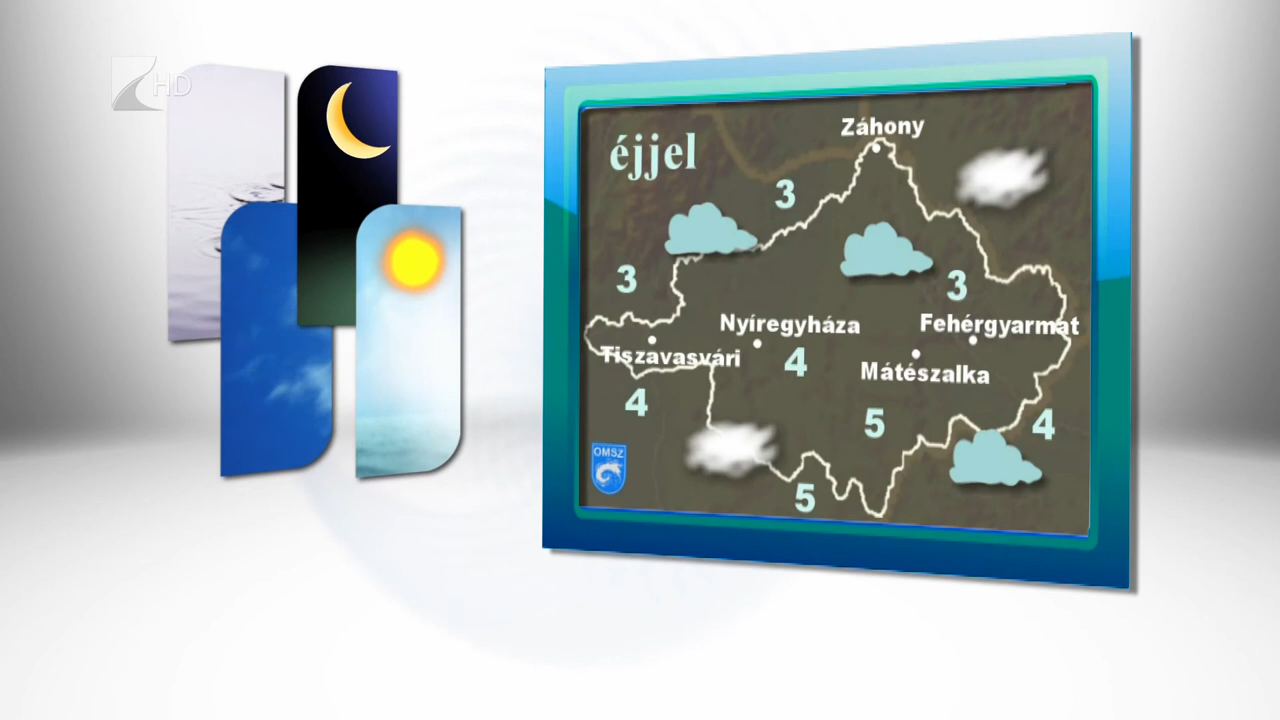 HD
éjjel
Záhony
3
3
3
Nyíregyháza
Fehérgyarmat
Tiszavasvári
4
Mátészalka
4
5
4
5
OMSZ